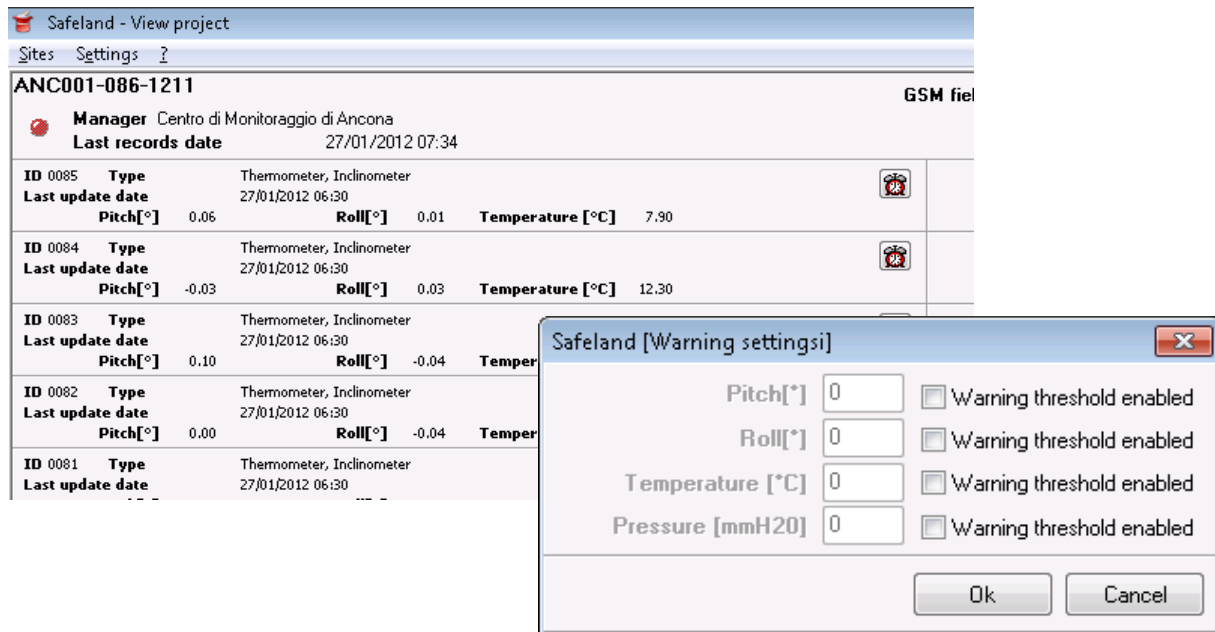 Safeland - View project
Sites Settings ?
ANC001-086-1211
GSM fiel
Manager Centro di Monitoraggio di Ancona
Last records date 27/01/2012 07:34
ID 0085 Type Thermometer, Inclinometer
Last update date 27/01/2012 06:30
Pitch[°] 0.06 Roll[°] 0.01 Temperature [°C] 7.90
ID 0084 Type Thermometer, Inclinometer
Last update date 27/01/2012 06:30
Pitch[°] -0.03 Roll[°] 0.03 Temperature [°C] 12.30
ID 0083 Type Thermometer, Inclinometer
Last update date 27/01/2012 06:30
Pitch[°] 0.10 Roll[°] -0.04 Temper
ID 0082 Type Thermometer, Inclinometer
Last update date 27/01/2012 06:30
Pitch[°] 0.00 Roll[°] -0.04 Temper
ID 0081 Type Thermometer, Inclinometer
Last update date 27/01/2012 06:30
Safeland [Warning settingsi]
Pitch[°] 0 Warning threshold enabled
Roll[°] 0 Warning threshold enabled
Temperature [°C] 0 Warning threshold enabled
Pressure [mmH20] 0 Warning threshold enabled
Ok Cancel